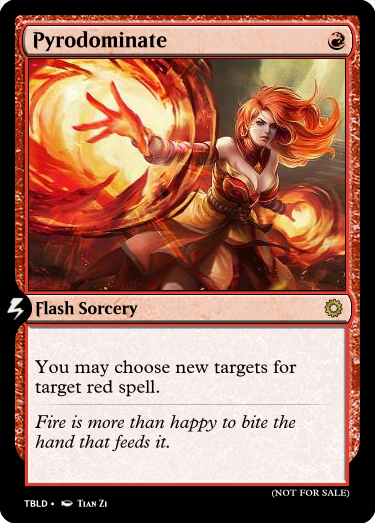 Pyrodominate
Flash Sorcery
You may choose new targets for
target red spell.
Fire is more than happy to bite the
hand that feeds it.
(NOT FOR SALE)
TBLD • Tian Zi